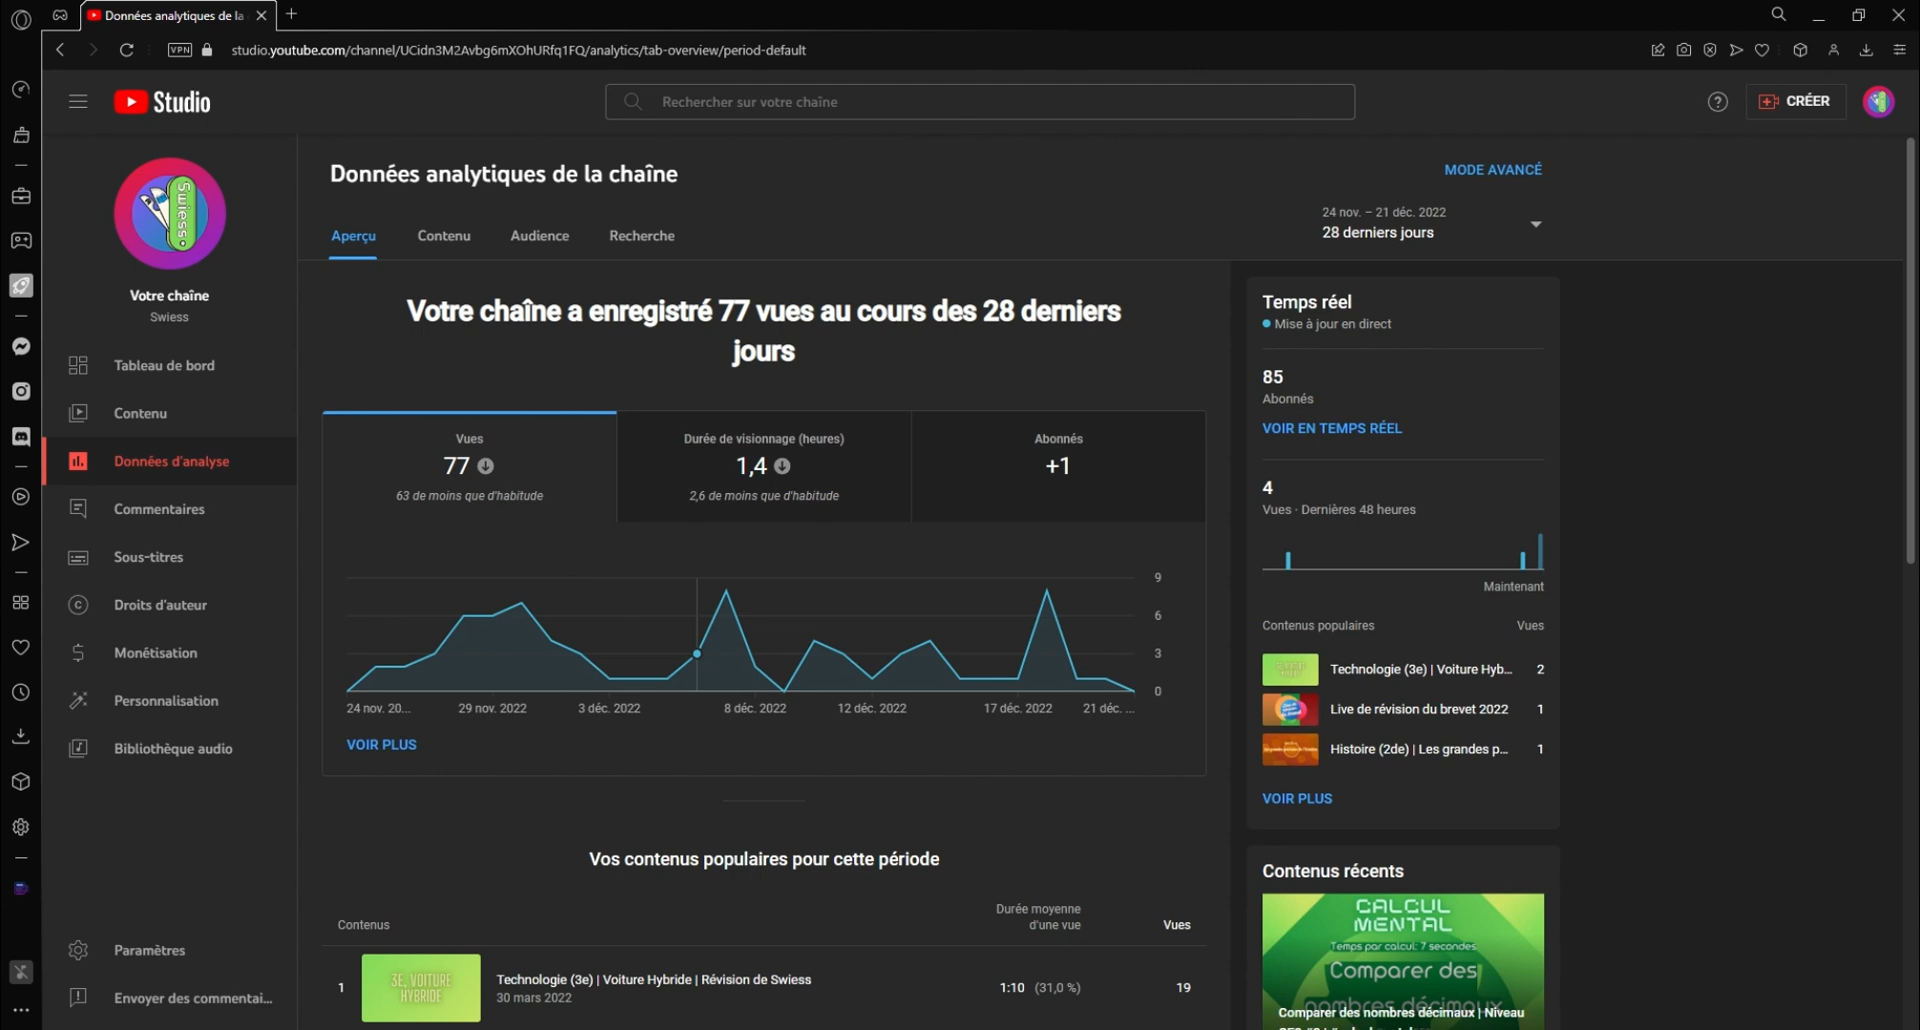 Données analytiques de la
VPN
studio.youtube.com/channel/UCidn3M2Avbg6mXOhURfq1FQ/analytics/tab-overview/period-default
Studio
Rechercher sur votre chaîne
CRÉER
Swiess
Votre chaîne
Swiess
Tableau de bord
Contenu
Données d'analyse
Commentaires
Sous-titres
Droits d'auteur
Monétisation
Personnalisation
Bibliothèque audio
Paramètres
Envoyer des commentai...
Données analytiques de la chaîne
MODE AVANCÉ
24 nov. – 21 déc. 2022
28 derniers jours
Aperçu
Contenu
Audience
Recherche
Votre chaîne a enregistré 77 vues au cours des 28 derniers
jours
Vues
77
63 de moins que d'habitude
Durée de visionnage (heures)
1,4
2,6 de moins que d'habitude
Abonnés
+1
9
6
3
0
24 nov. 20...
29 nov. 2022
3 déc. 2022
8 déc. 2022
12 déc. 2022
17 déc. 2022
21 déc. ...
VOIR PLUS
Vos contenus populaires pour cette période
Contenus
Durée moyenne
d'une vue
Vues
1
3E, VOITURE
HYBRIDE
Technologie (3e) | Voiture Hybride | Révision de Swiess
30 mars 2022
1:10 (31,0 %)
19
Temps réel
Mise à jour en direct
85
Abonnés
VOIR EN TEMPS RÉEL
4
Vues · Dernières 48 heures
Maintenant
Contenus populaires
Vues
Technologie (3e) | Voiture Hyb...
2
Live de révision du brevet 2022
1
Histoire (2de) | Les grandes p...
1
VOIR PLUS
Contenus récents
CALCUL
MENTAL
Temps par calcul: 7 secondes
Comparer des
nombres décimaux
Comparer des nombres décimaux | Niveau